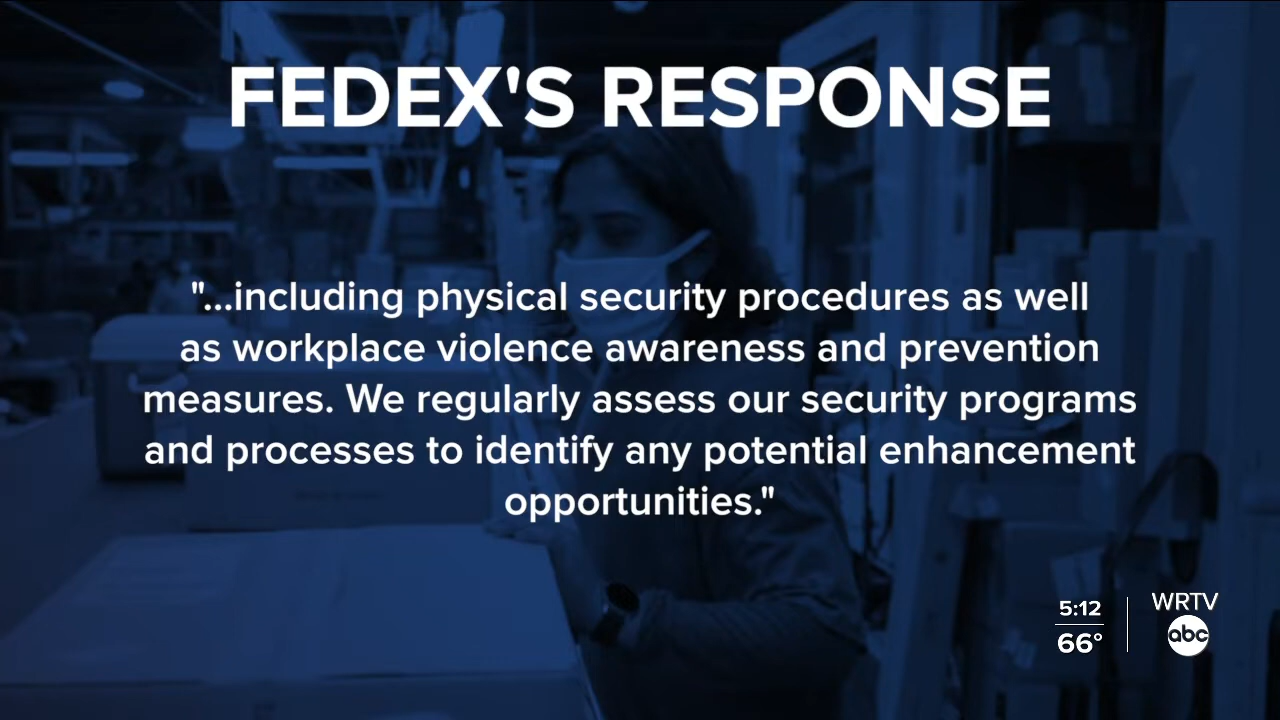 FEDEX'S RESPONSE
"...including physical security procedures as well
as workplace violence awareness and prevention
measures. We regularly assess our security programs
and processes to identify any potential enhancement
opportunities."
5:12
66°
WRTV
abc